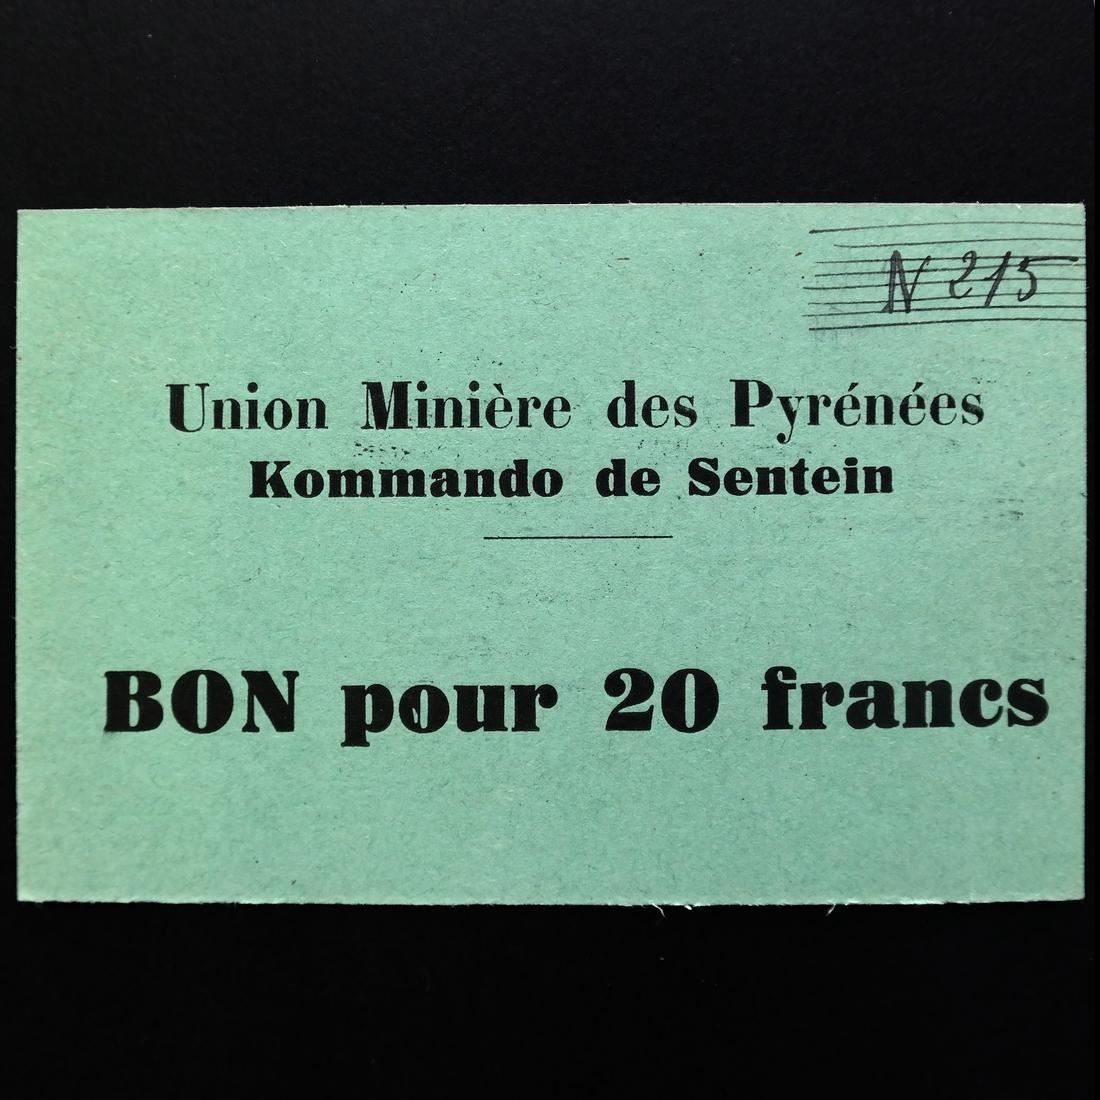 N 215
Union Minière des Pyrénées
Kommando de Sentein
BON pour 20 francs